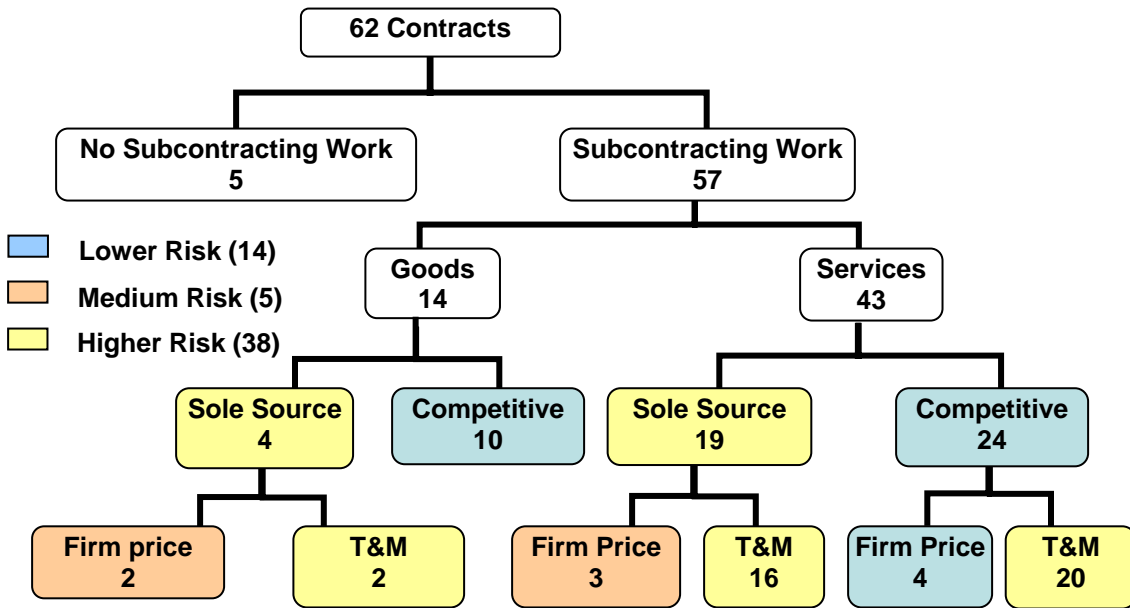 62 Contracts
No Subcontracting Work
5
Subcontracting Work
57
Lower Risk (14)
Medium Risk (5)
Higher Risk (38)
Goods
14
Services
43
Sole Source
4
Competitive
10
Sole Source
19
Competitive
24
Firm price
2
T&M
2
Firm Price
3
T&M
16
Firm Price
4
T&M
20